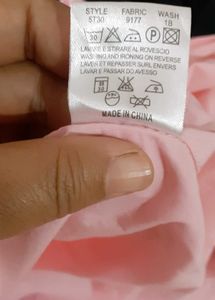 STYLE FABRIC WASH
5730 9177 1B
30 P
LAVARE E STIRARE AL ROVESCIO
WASHING AND IRONING ON REVERSE
LAVER ET REPASSER SUR L ENVERS
LAVAR E PASSAR DO AVESSO
MADE IN CHINA